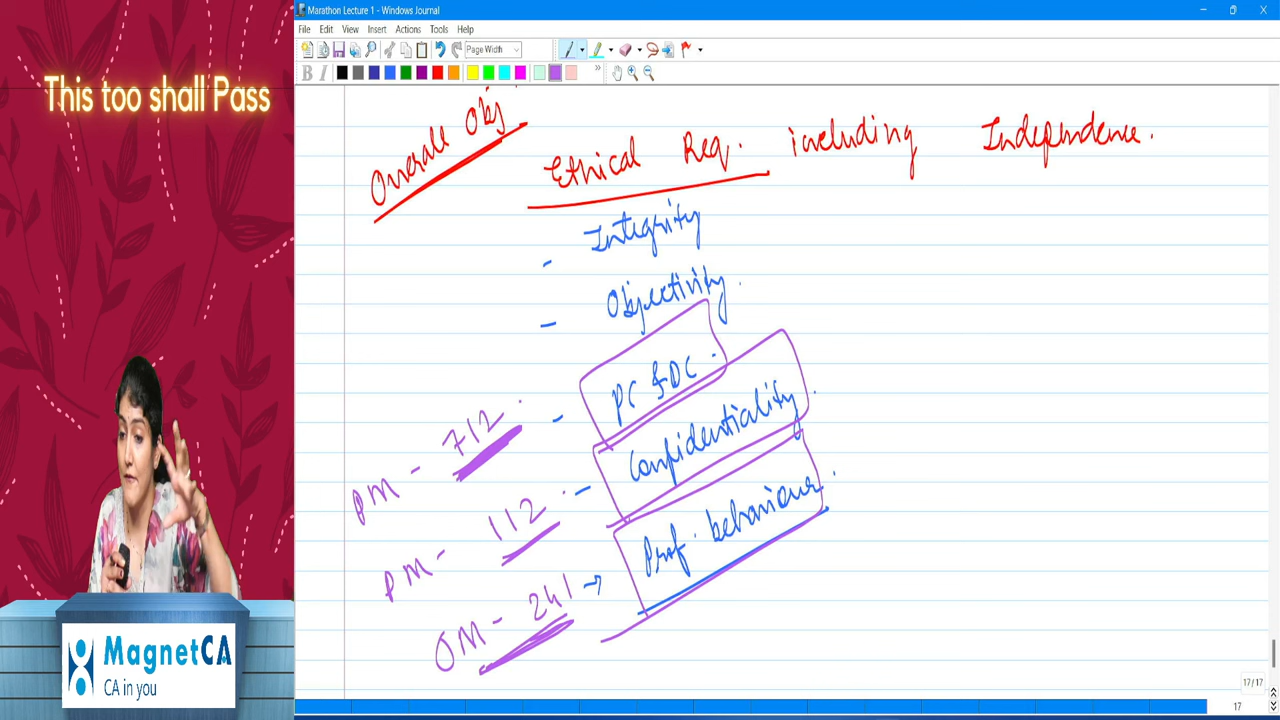 This too shall Pass
Marathon Lecture 1 - Windows Journal
File Edit View Insert Actions Tools Help
Page Width
B I
Overall Obj
Ethical Req. including Independence.
- Integrity
- Objectivity.
PM - 712. - PC & DC.
PM - 112. - Confidentiality.
OM - 241 → Prof. behaviour.
MagnetCA
CA in you
17/17
17